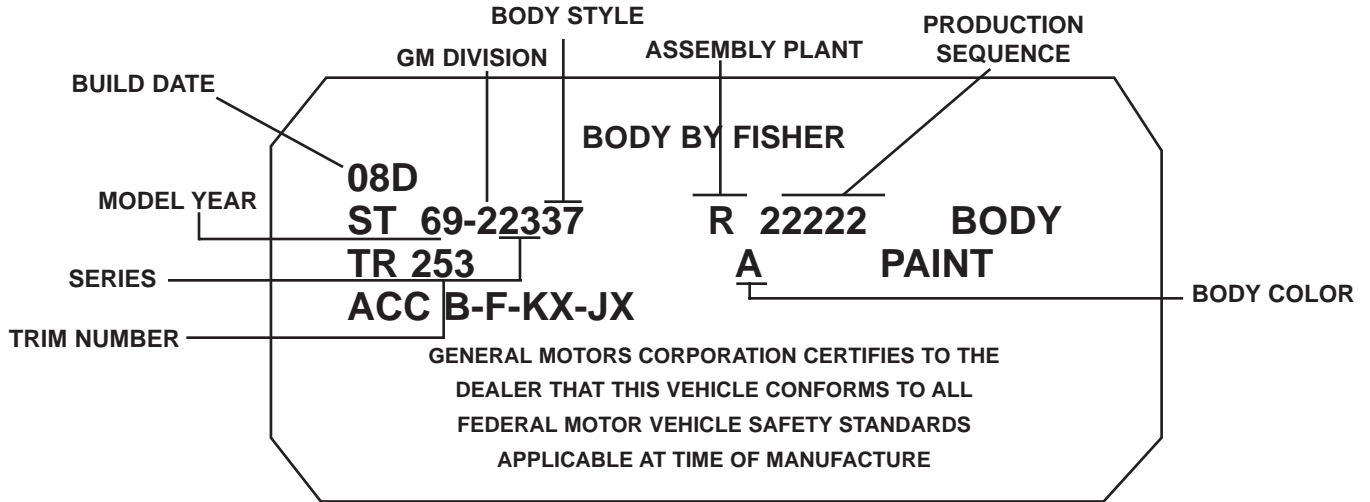 BODY STYLE
PRODUCTION
SEQUENCE
GM DIVISION
ASSEMBLY PLANT
BUILD DATE
BODY BY FISHER
08D
MODEL YEAR
ST 69-22337 R 22222 BODY
TR 253 A PAINT
SERIES
ACC B-F-KX-JX
BODY COLOR
TRIM NUMBER
GENERAL MOTORS CORPORATION CERTIFIES TO THE
DEALER THAT THIS VEHICLE CONFORMS TO ALL
FEDERAL MOTOR VEHICLE SAFETY STANDARDS
APPLICABLE AT TIME OF MANUFACTURE